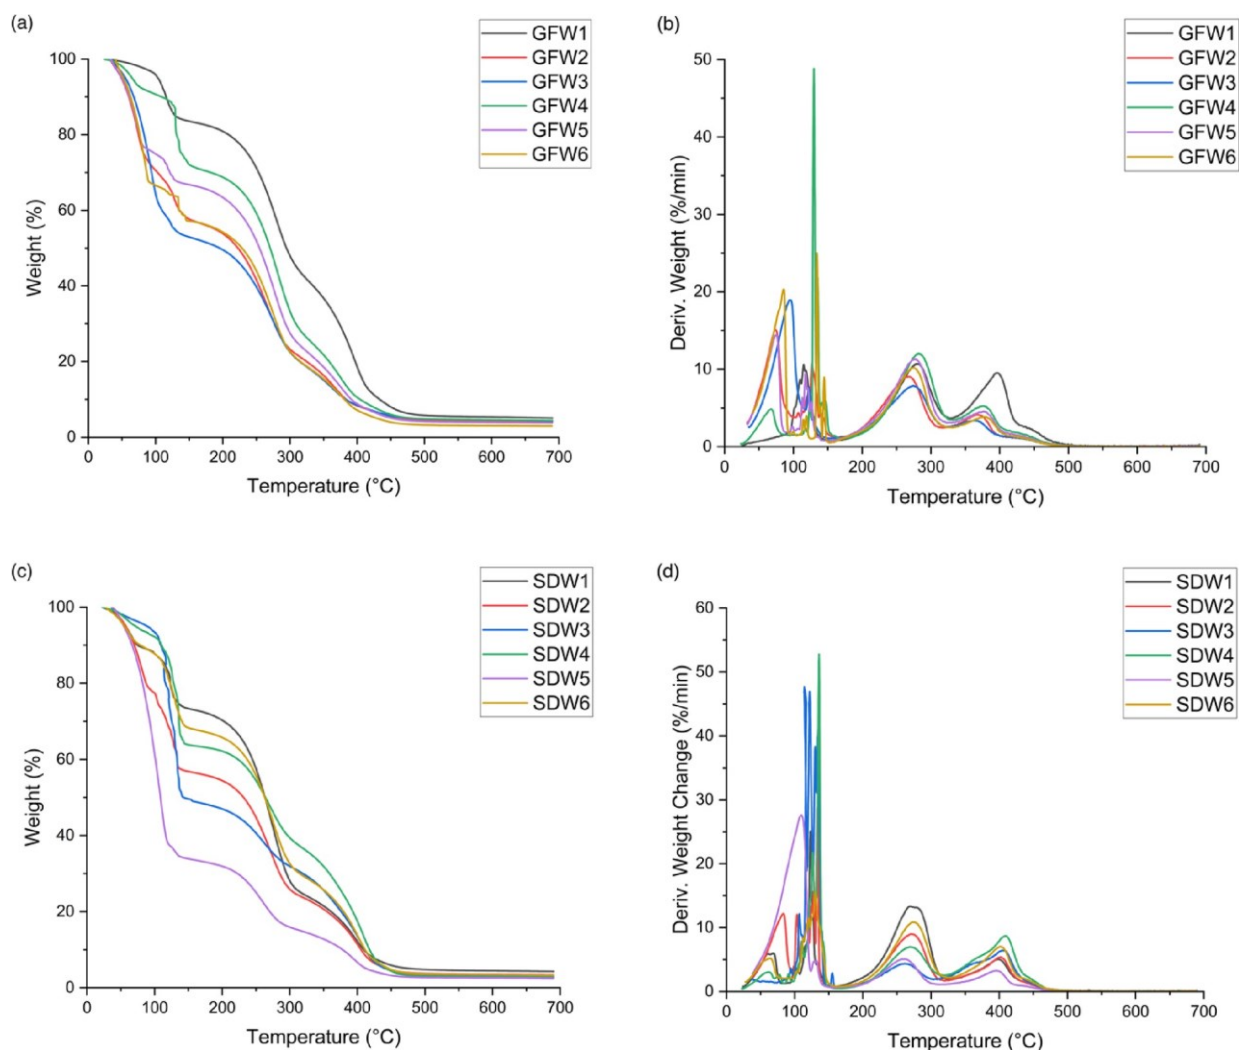 (a)
GFW1
GFW2
GFW3
GFW4
GFW5
GFW6
100
80
60
40
20
0
Weight (%)
0 100 200 300 400 500 600 700
Temperature (°C)
(b)
GFW1
GFW2
GFW3
GFW4
GFW5
GFW6
50
40
30
20
10
0
Deriv. Weight (%/min)
0 100 200 300 400 500 600 700
Temperature (°C)
(c)
SDW1
SDW2
SDW3
SDW4
SDW5
SDW6
100
80
60
40
20
0
Weight (%)
0 100 200 300 400 500 600 700
Temperature (°C)
(d)
SDW1
SDW2
SDW3
SDW4
SDW5
SDW6
60
50
40
30
20
10
0
Deriv. Weight Change (%/min)
0 100 200 300 400 500 600 700
Temperature (°C)